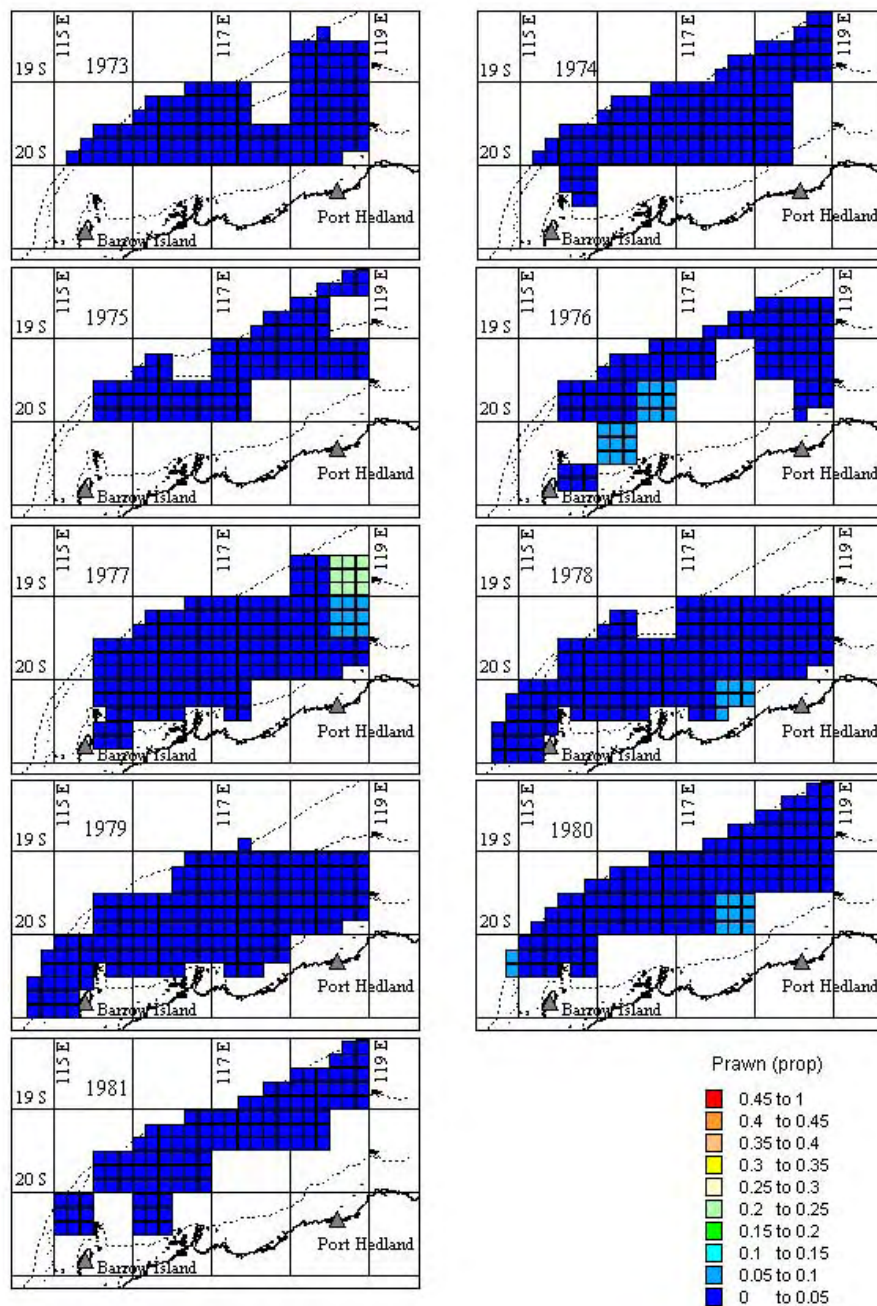 115 E 117 E 119 E
19 S 1973
20 S
Port Hedland
Barrow Island
115 E 117 E 119 E
19 S 1974
20 S
Port Hedland
Barrow Island
115 E 117 E 119 E
19 S 1975
20 S
Port Hedland
Barrow Island
115 E 117 E 119 E
19 S 1976
20 S
Port Hedland
Barrow Island
115 E 117 E 119 E
19 S 1977
20 S
Port Hedland
Barrow Island
115 E 117 E 119 E
19 S 1978
20 S
Port Hedland
Barrow Island
115 E 117 E 119 E
19 S 1979
20 S
Port Hedland
Barrow Island
115 E 117 E 119 E
19 S 1980
20 S
Port Hedland
Barrow Island
115 E 117 E 119 E
19 S 1981
20 S
Port Hedland
Barrow Island
Prawn (prop)
0.45 to 1
0.4 to 0.45
0.35 to 0.4
0.3 to 0.35
0.25 to 0.3
0.2 to 0.25
0.15 to 0.2
0.1 to 0.15
0.05 to 0.1
0 to 0.05